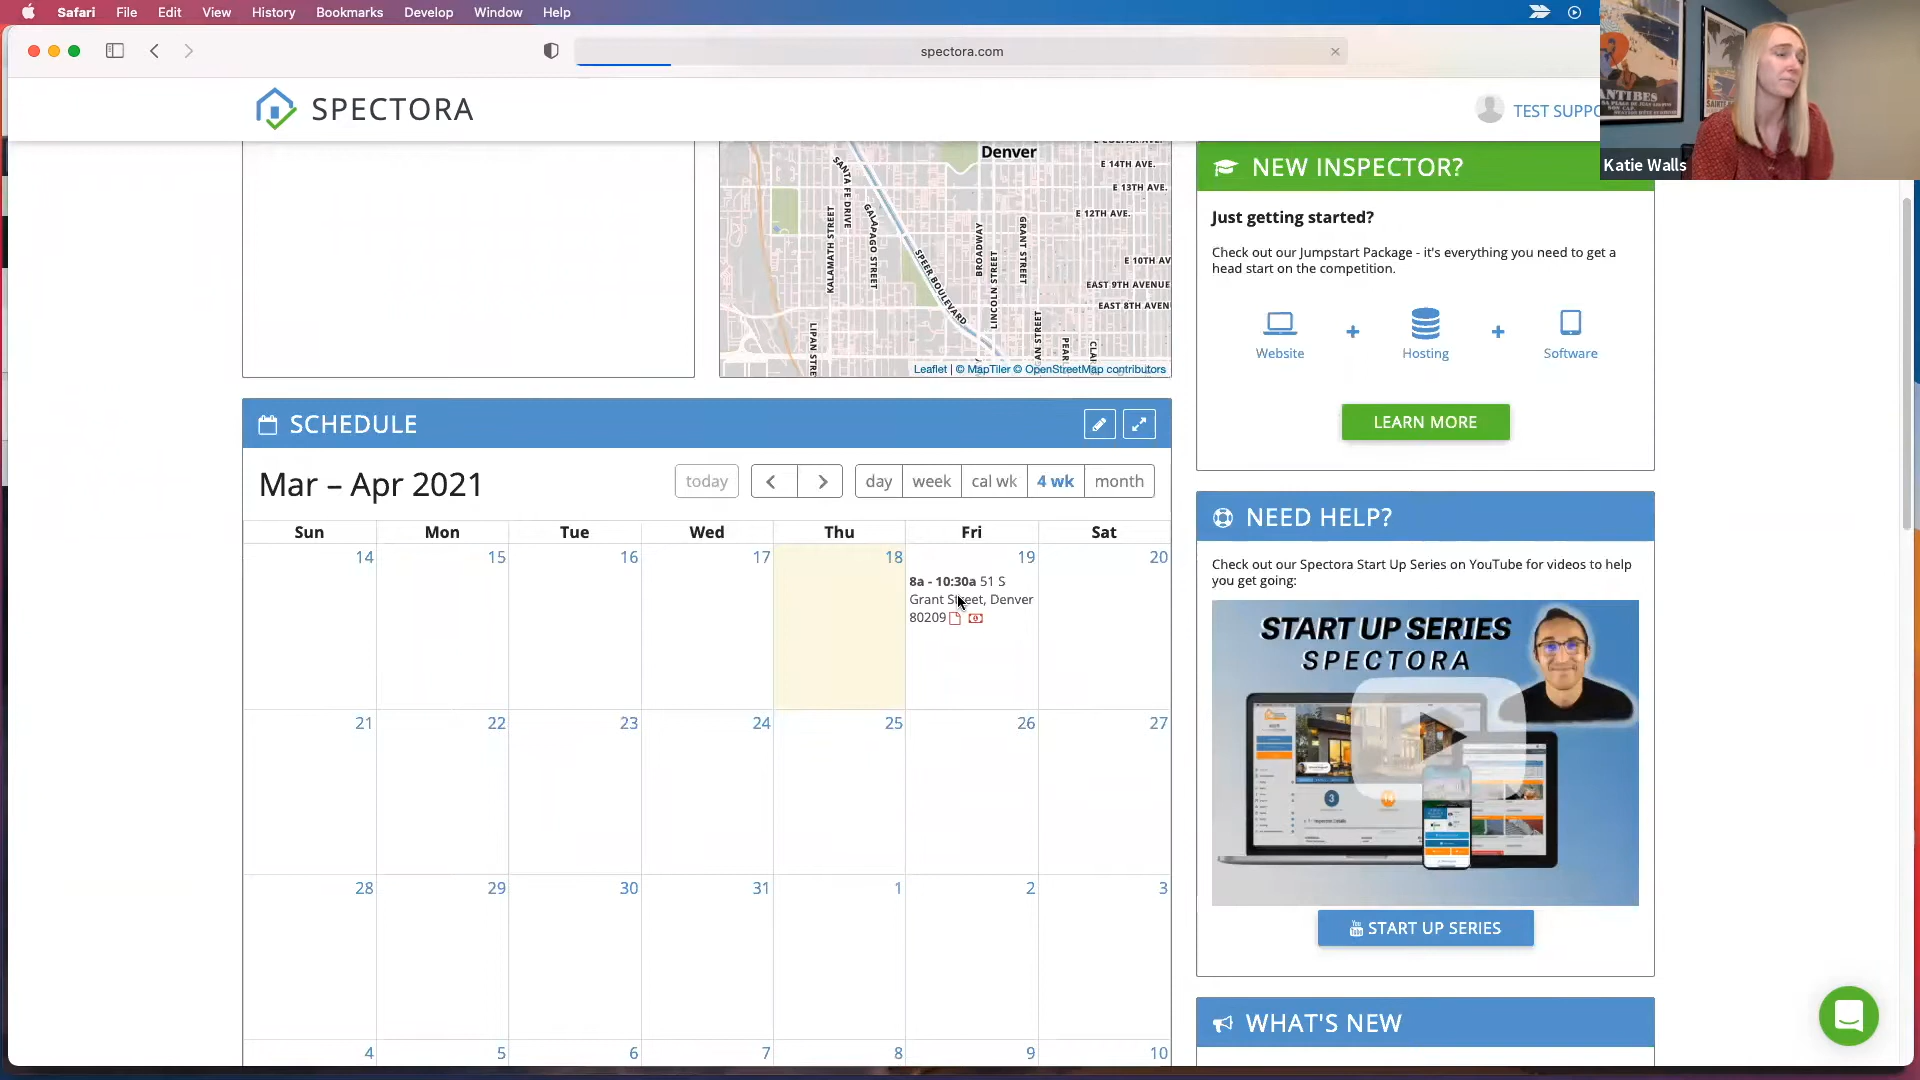 Safari File Edit View History Bookmarks Develop Window Help
spectora.com
SPECTORA
TEST SUPPO
ANTIBES
Katie Walls
Denver
E 14TH AVE.
E 13TH AVE.
E 12TH AVE.
E 10TH AV
EAST 9TH AVENUE
EAST 8TH AVEN
SANTA FE DRIVE
KALAMATH STREET
GALAPAGO STREET
SPEER BOULEVARD
BROADWAY
LINCOLN STREET
GRANT STREET
LIPAN STRE
AN STREET
PEAR
CLA
Leaflet | © MapTiler © OpenStreetMap contributors
NEW INSPECTOR?
Just getting started?
Check out our Jumpstart Package - it's everything you need to get a
head start on the competition.
Website + Hosting + Software
LEARN MORE
SCHEDULE
Mar – Apr 2021
today day week cal wk 4 wk month
Sun Mon Tue Wed Thu Fri Sat
14 15 16 17 18 19 20
8a - 10:30a 51 S
Grant Street, Denver
80209
21 22 23 24 25 26 27
28 29 30 31 1 2 3
4 5 6 7 8 9 10
NEED HELP?
Check out our Spectora Start Up Series on YouTube for videos to help
you get going:
START UP SERIES
SPECTORA
3
START UP SERIES
WHAT'S NEW